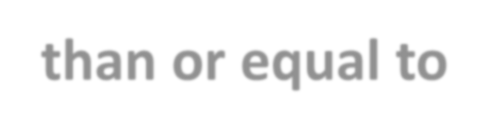 than or equal to